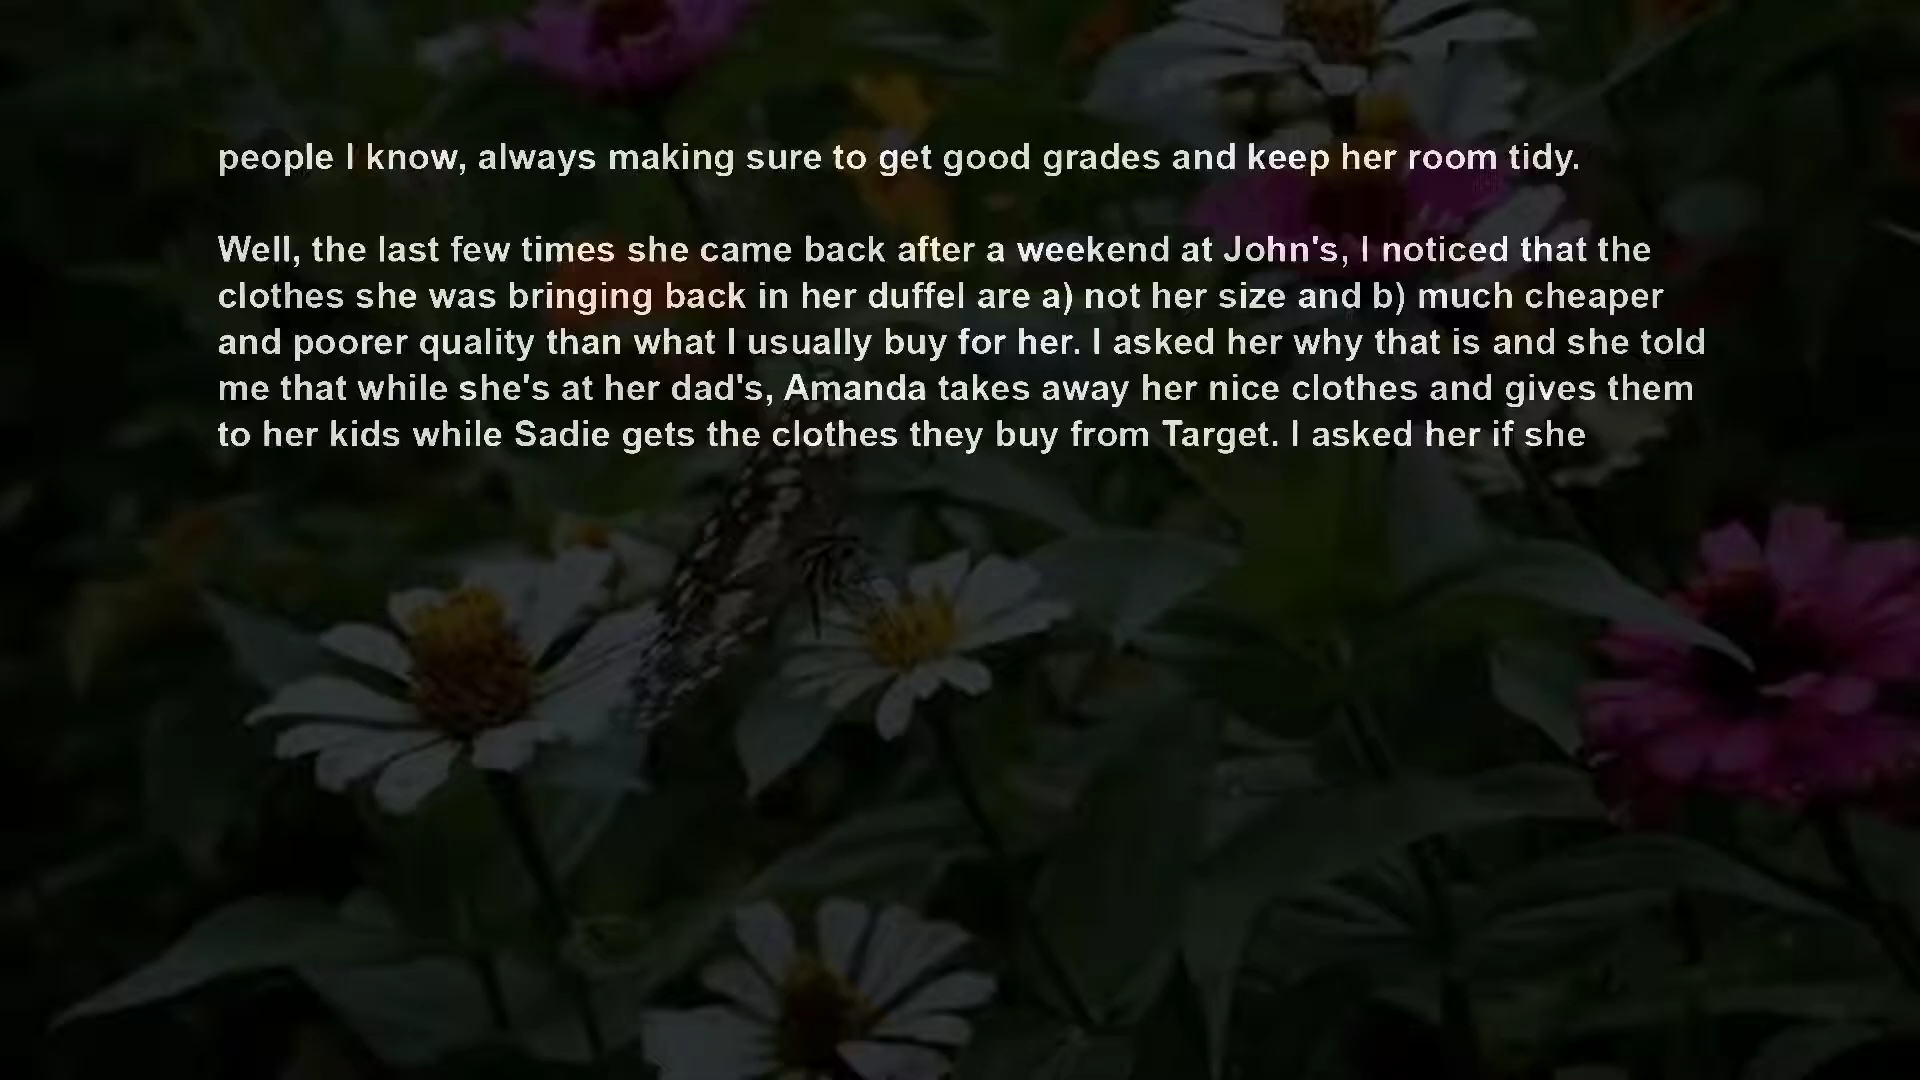 people I know, always making sure to get good grades and keep her room tidy.
Well, the last few times she came back after a weekend at John's, I noticed that the
clothes she was bringing back in her duffel are a) not her size and b) much cheaper
and poorer quality than what I usually buy for her. I asked her why that is and she told
me that while she's at her dad's, Amanda takes away her nice clothes and gives them
to her kids while Sadie gets the clothes they buy from Target. I asked her if she